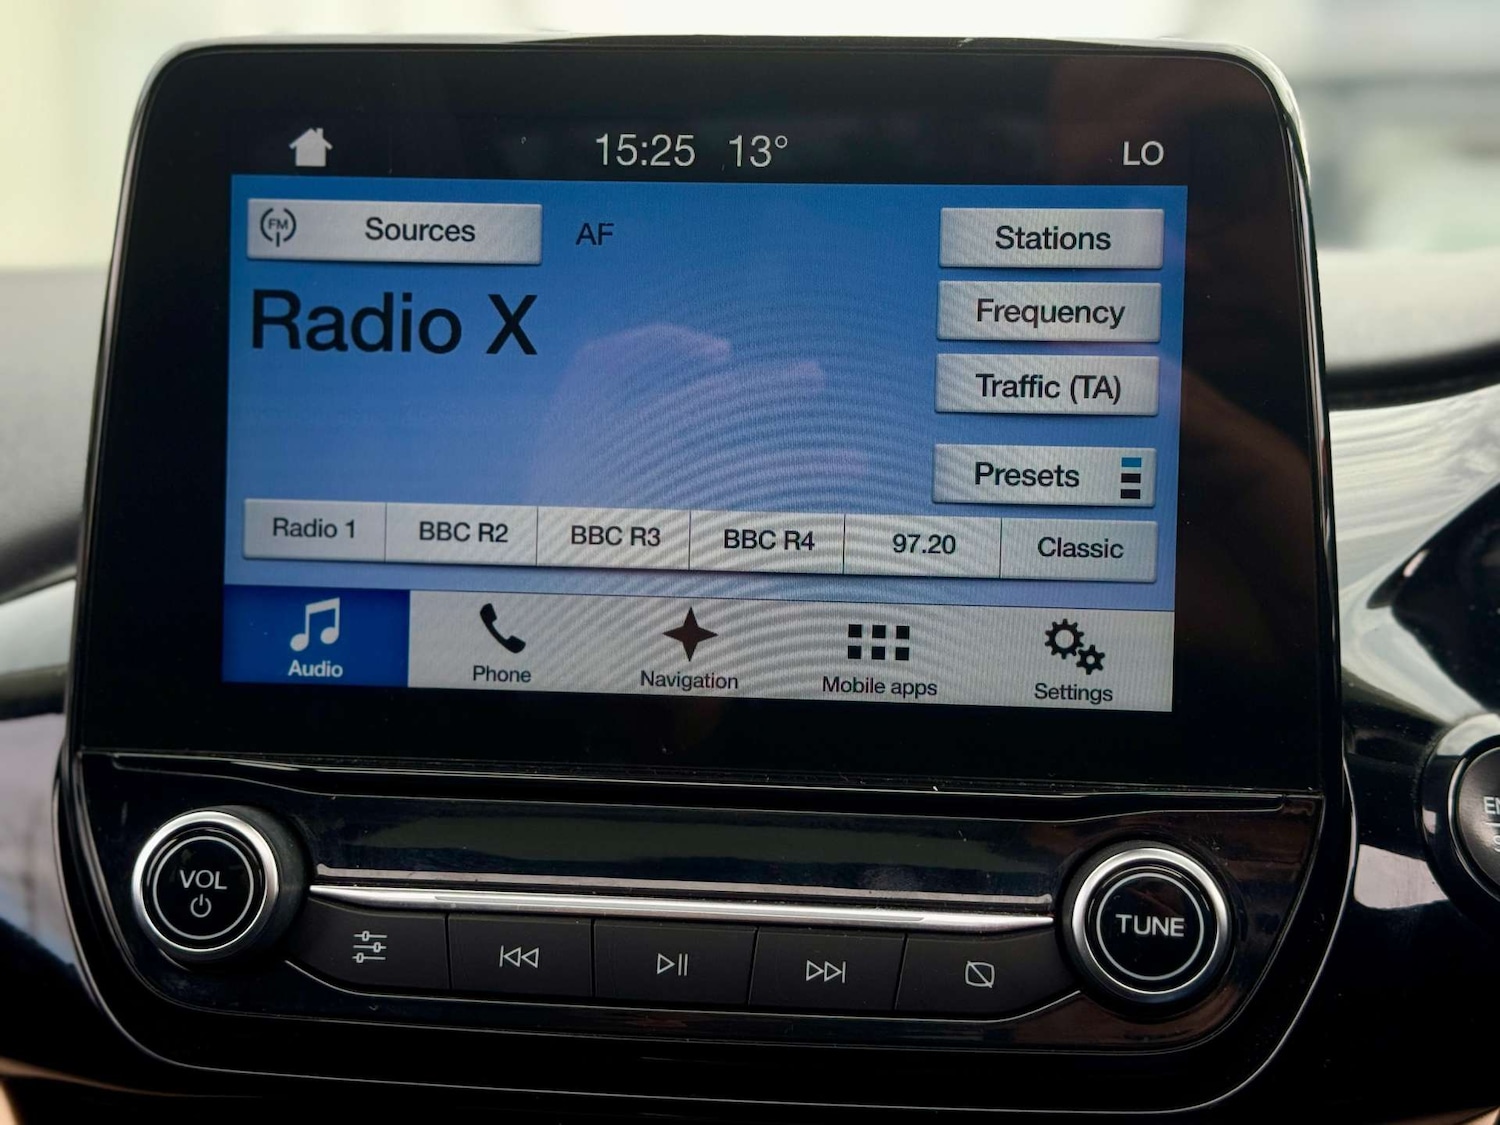 15:25 13° LO
FM Sources AF Stations
Radio X
Frequency
Traffic (TA)
Presets
Radio 1 BBC R2 BBC R3 BBC R4 97.20 Classic
Audio Phone Navigation Mobile apps Settings
VOL
TUNE